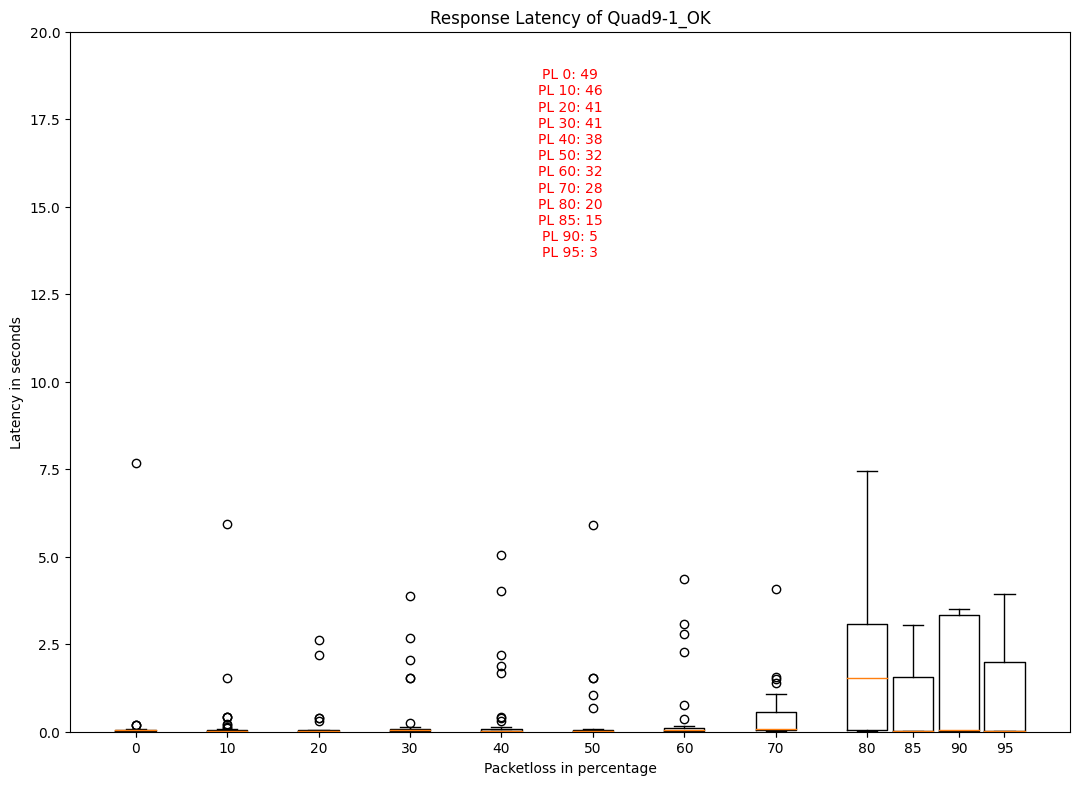 Response Latency of Quad9-1_OK
20.0
17.5
15.0
12.5
10.0
7.5
5.0
2.5
0.0
Latency in seconds
PL 0: 49
PL 10: 46
PL 20: 41
PL 30: 41
PL 40: 38
PL 50: 32
PL 60: 32
PL 70: 28
PL 80: 20
PL 85: 15
PL 90: 5
PL 95: 3
0 10 20 30 40 50 60 70 80 85 90 95
Packetloss in percentage